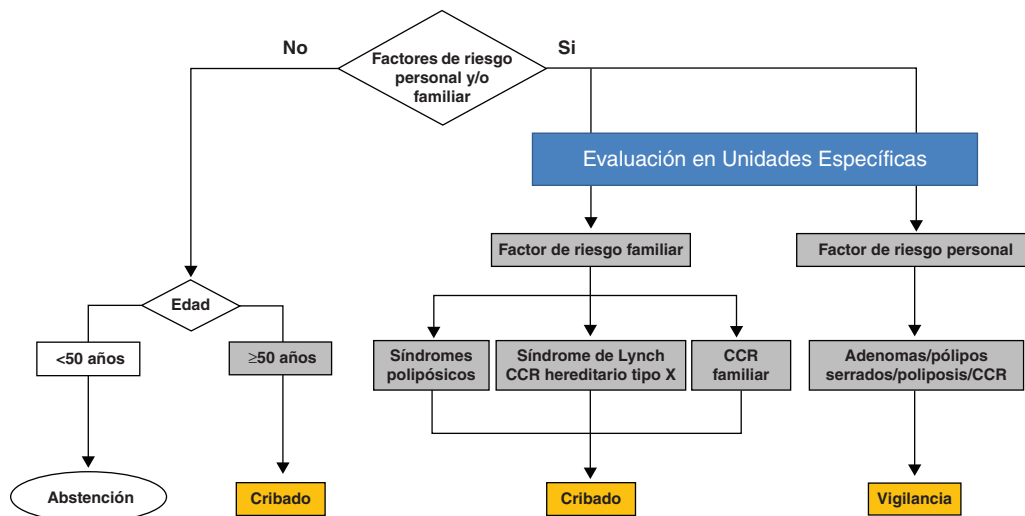 No
Factores de riesgo
personal y/o
familiar
Si
Evaluación en Unidades Específicas
Factor de riesgo familiar
Factor de riesgo personal
Edad
<50 años
≥50 años
Síndromes
polipósicos
Síndrome de Lynch
CCR hereditario tipo X
CCR
familiar
Adenomas/pólipos
serrados/poliposis/CCR
Abstención
Cribado
Cribado
Vigilancia